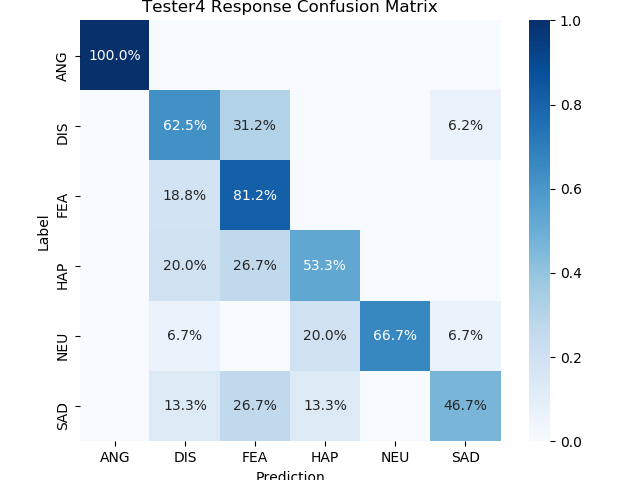 Tester4 Response Confusion Matrix
ANG 100.0%
DIS 62.5% 31.2% 6.2%
FEA 18.8% 81.2%
HAP 20.0% 26.7% 53.3%
NEU 6.7% 20.0% 66.7% 6.7%
SAD 13.3% 26.7% 13.3% 46.7%
ANG DIS FEA HAP NEU SAD
Label
Prediction
1.0
0.8
0.6
0.4
0.2
0.0